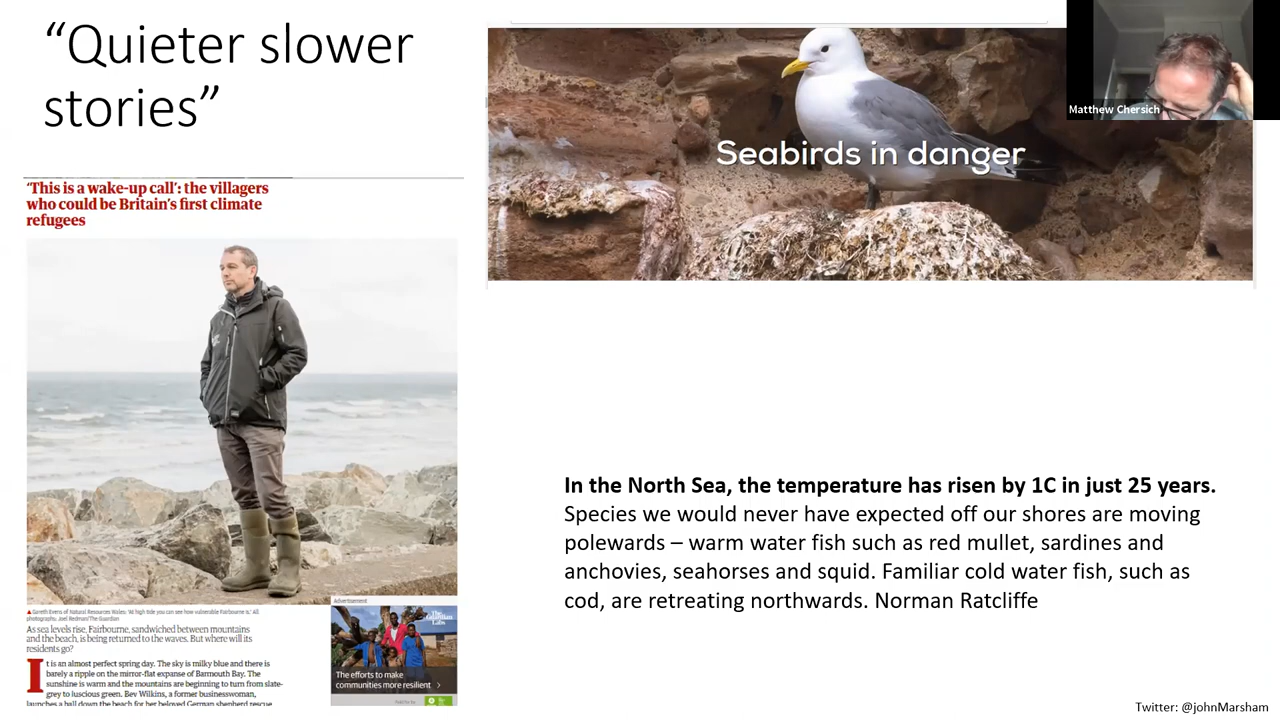 “Quieter slower
stories”
Matthew Chersich
Seabirds in danger
‘This is a wake-up call’: the villagers
who could be Britain’s first climate
refugees
▲ Gareth Evans of Natural Resources Wales: ‘At high tide you can see how vulnerable Fairbourne is.’ All
photographs: Joel Redman/The Guardian
As sea levels rise, Fairbourne, sandwiched between mountains
and the beach, is being returned to the waves. But where will its
residents go?
It is an almost perfect spring day. The sky is milky blue and there is
barely a ripple on the mirror-flat expanse of Barmouth Bay. The
sunshine is warm and the mountains are beginning to turn from slate-
grey to luscious green. Bev Wilkins, a former businesswoman,
launches a ball down the beach for her beloved German shepherd rescue
Advertisement
The Guardian
Labs
The efforts to make
communities more resilient >
Paid for by
In the North Sea, the temperature has risen by 1C in just 25 years.
Species we would never have expected off our shores are moving
polewards – warm water fish such as red mullet, sardines and
anchovies, seahorses and squid. Familiar cold water fish, such as
cod, are retreating northwards. Norman Ratcliffe
Twitter: @johnMarsham